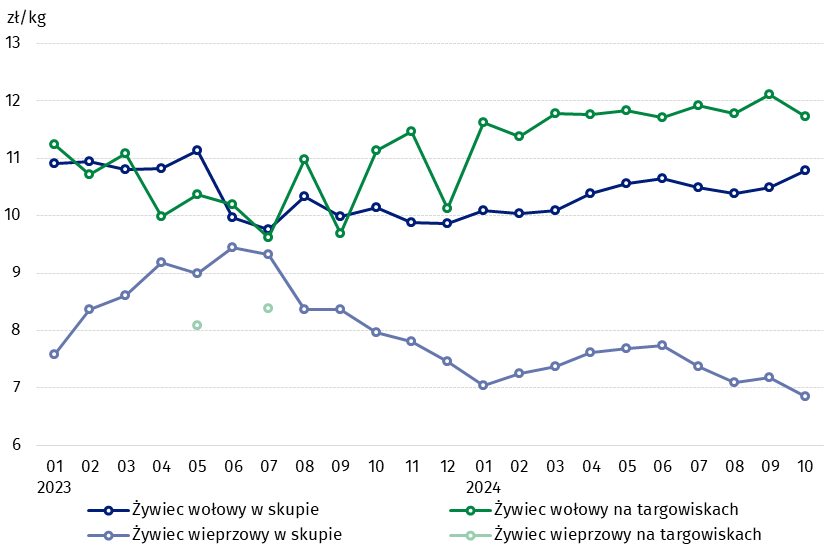 zł/kg
13
12
11
10
9
8
7
6
01 02 03 04 05 06 07 08 09 10 11 12 01 02 03 04 05 06 07 08 09 10
2023 2024
Żywiec wołowy w skupie Żywiec wołowy na targowiskach
Żywiec wieprzowy w skupie Żywiec wieprzowy na targowiskach